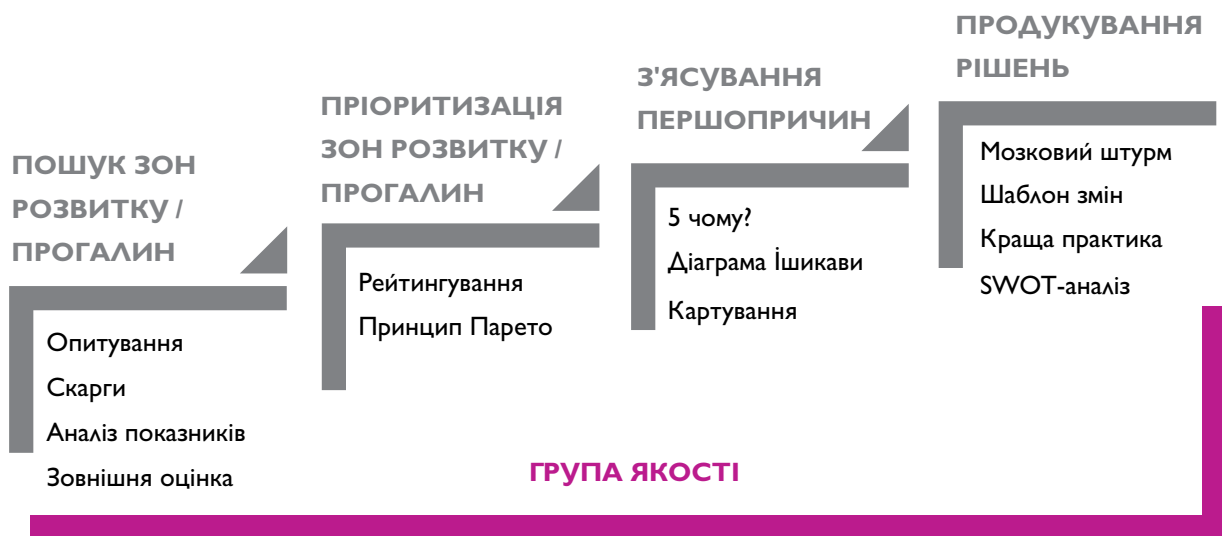 ПОШУК ЗОН
РОЗВИТКУ /
ПРОГАЛИН
Опитування
Скарги
Аналіз показників
Зовнішня оцінка
ПРІОРИТИЗАЦІЯ
ЗОН РОЗВИТКУ /
ПРОГАЛИН
Рейтингування
Принцип Парето
З'ЯСУВАННЯ
ПЕРШОПРИЧИН
5 чому?
Діаграма Ішикави
Картування
ПРОДУКУВАННЯ
РІШЕНЬ
Мозковий штурм
Шаблон змін
Краща практика
SWOT-аналіз
ГРУПА ЯКОСТІ